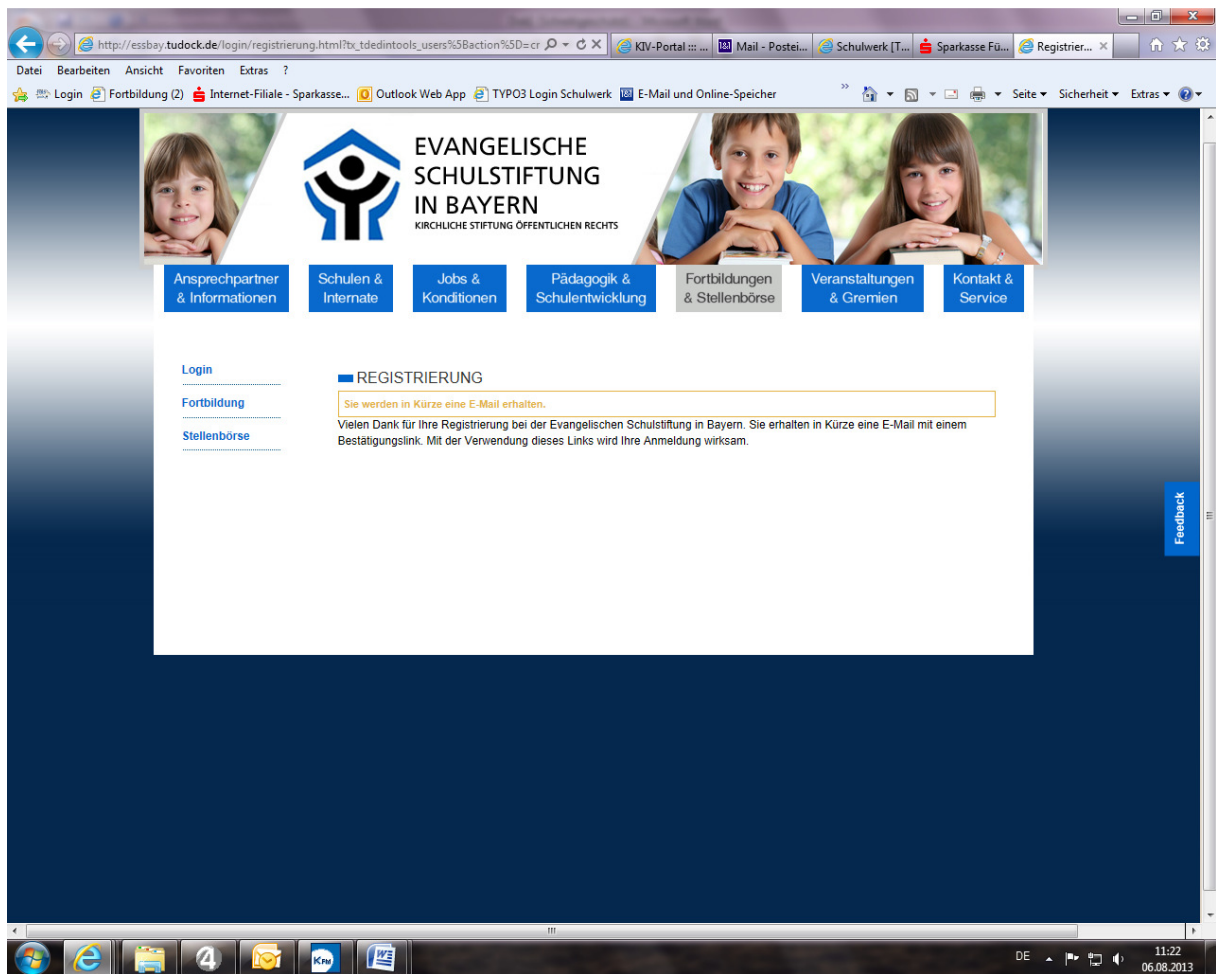 http://essbay.tudock.de/login/registrierung.html?tx_tdedintools_users%5Baction%5D=cr
KIV-Portal ::: ...
Mail - Postei...
Schulwerk [T...
Sparkasse Fü...
Registrier...
Datei Bearbeiten Ansicht Favoriten Extras ?
Login Fortbildung (2) Internet-Filiale - Sparkasse... Outlook Web App TYPO3 Login Schulwerk E-Mail und Online-Speicher » Seite Sicherheit Extras
EVANGELISCHE
SCHULSTIFTUNG
IN BAYERN
KIRCHLICHE STIFTUNG ÖFFENTLICHEN RECHTS
Ansprechpartner
& Informationen
Schulen &
Internate
Jobs &
Konditionen
Pädagogik &
Schulentwicklung
Fortbildungen
& Stellenbörse
Veranstaltungen
& Gremien
Kontakt &
Service
Login
Fortbildung
Stellenbörse
REGISTRIERUNG
Sie werden in Kürze eine E-Mail erhalten.
Vielen Dank für Ihre Registrierung bei der Evangelischen Schulstiftung in Bayern. Sie erhalten in Kürze eine E-Mail mit einem
Bestätigungslink. Mit der Verwendung dieses Links wird Ihre Anmeldung wirksam.
Feedback
KFM
DE
11:22
06.08.2013